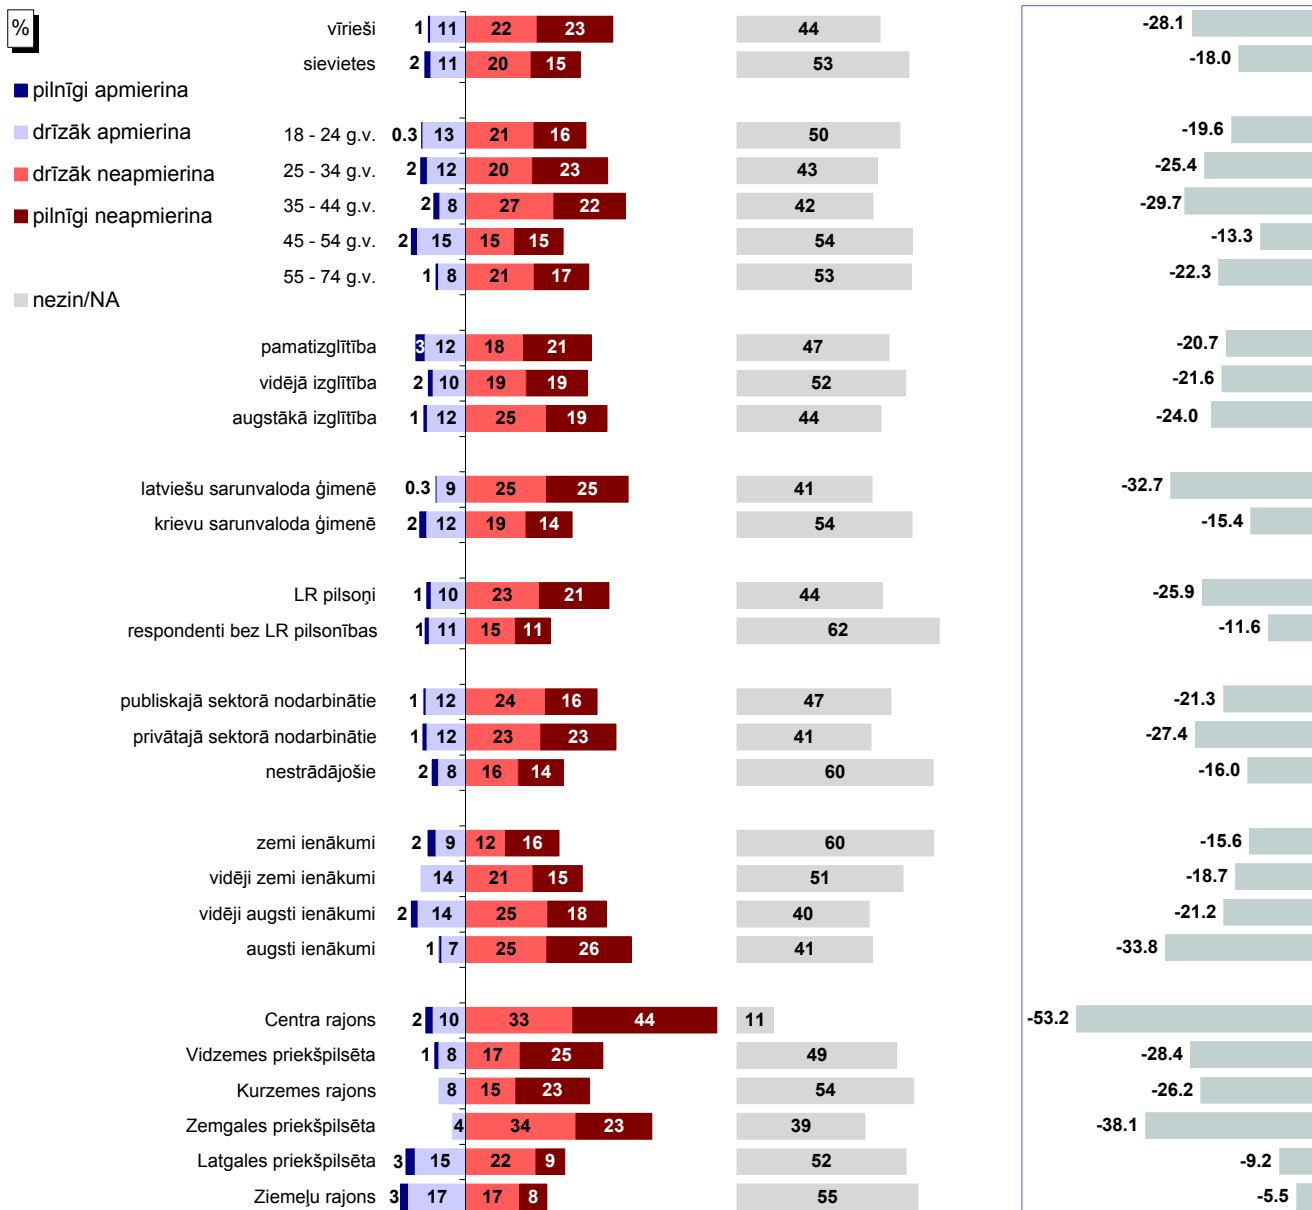 %
pilnīgi apmierina
drīzāk apmierina
drīzāk neapmierina
pilnīgi neapmierina
nezin/NA
vīrieši 1 11 22 23 44 -28.1
sievietes 2 11 20 15 53 -18.0
18 - 24 g.v. 0.3 13 21 16 50 -19.6
25 - 34 g.v. 2 12 20 23 43 -25.4
35 - 44 g.v. 2 8 27 22 42 -29.7
45 - 54 g.v. 2 15 15 15 54 -13.3
55 - 74 g.v. 1 8 21 17 53 -22.3
pamatizglītība 3 12 18 21 47 -20.7
vidējā izglītība 2 10 19 19 52 -21.6
augstākā izglītība 1 12 25 19 44 -24.0
latviešu sarunvaloda ģimenē 0.3 9 25 25 41 -32.7
krievu sarunvaloda ģimenē 2 12 19 14 54 -15.4
LR pilsoņi 1 10 23 21 44 -25.9
respondenti bez LR pilsonības 1 11 15 11 62 -11.6
publiskajā sektorā nodarbinātie 1 12 24 16 47 -21.3
privātajā sektorā nodarbinātie 1 12 23 23 41 -27.4
nestrādājošie 2 8 16 14 60 -16.0
zemi ienākumi 2 9 12 16 60 -15.6
vidēji zemi ienākumi 14 21 15 51 -18.7
vidēji augsti ienākumi 2 14 25 18 40 -21.2
augsti ienākumi 1 7 25 26 41 -33.8
Centra rajons 2 10 33 44 11 -53.2
Vidzemes priekšpilsēta 1 8 17 25 49 -28.4
Kurzemes rajons 8 15 23 54 -26.2
Zemgales priekšpilsēta 4 34 23 39 -38.1
Latgales priekšpilsēta 3 15 22 9 52 -9.2
Ziemeļu rajons 3 17 17 8 55 -5.5